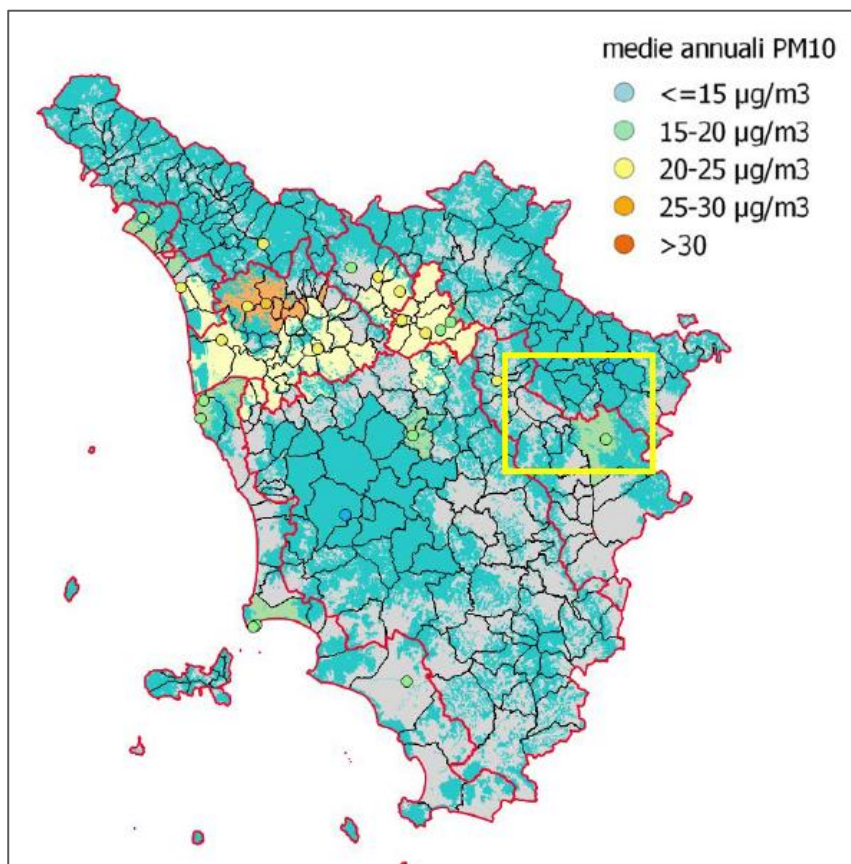 medie annuali PM10
<=15 µg/m3
15-20 µg/m3
20-25 µg/m3
25-30 µg/m3
>30